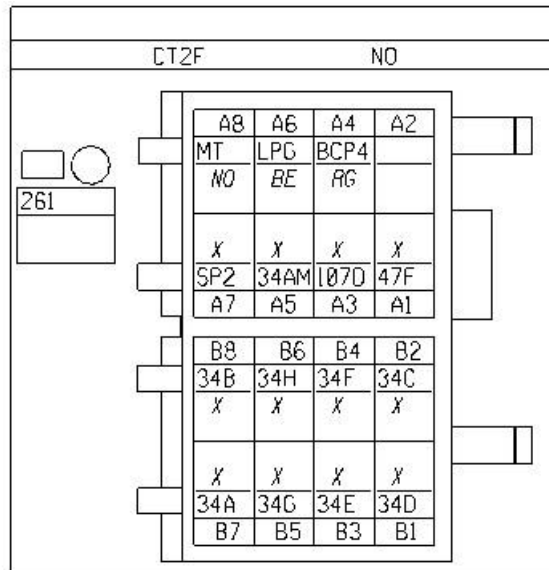 CT2F NO
A8 A6 A4 A2
MT LPG BCP4
NO BE RG
261
X X X X
SP2 34AM 107D 47F
A7 A5 A3 A1
B8 B6 B4 B2
34B 34H 34F 34C
X X X X
X X X X
34A 34G 34E 34D
B7 B5 B3 B1